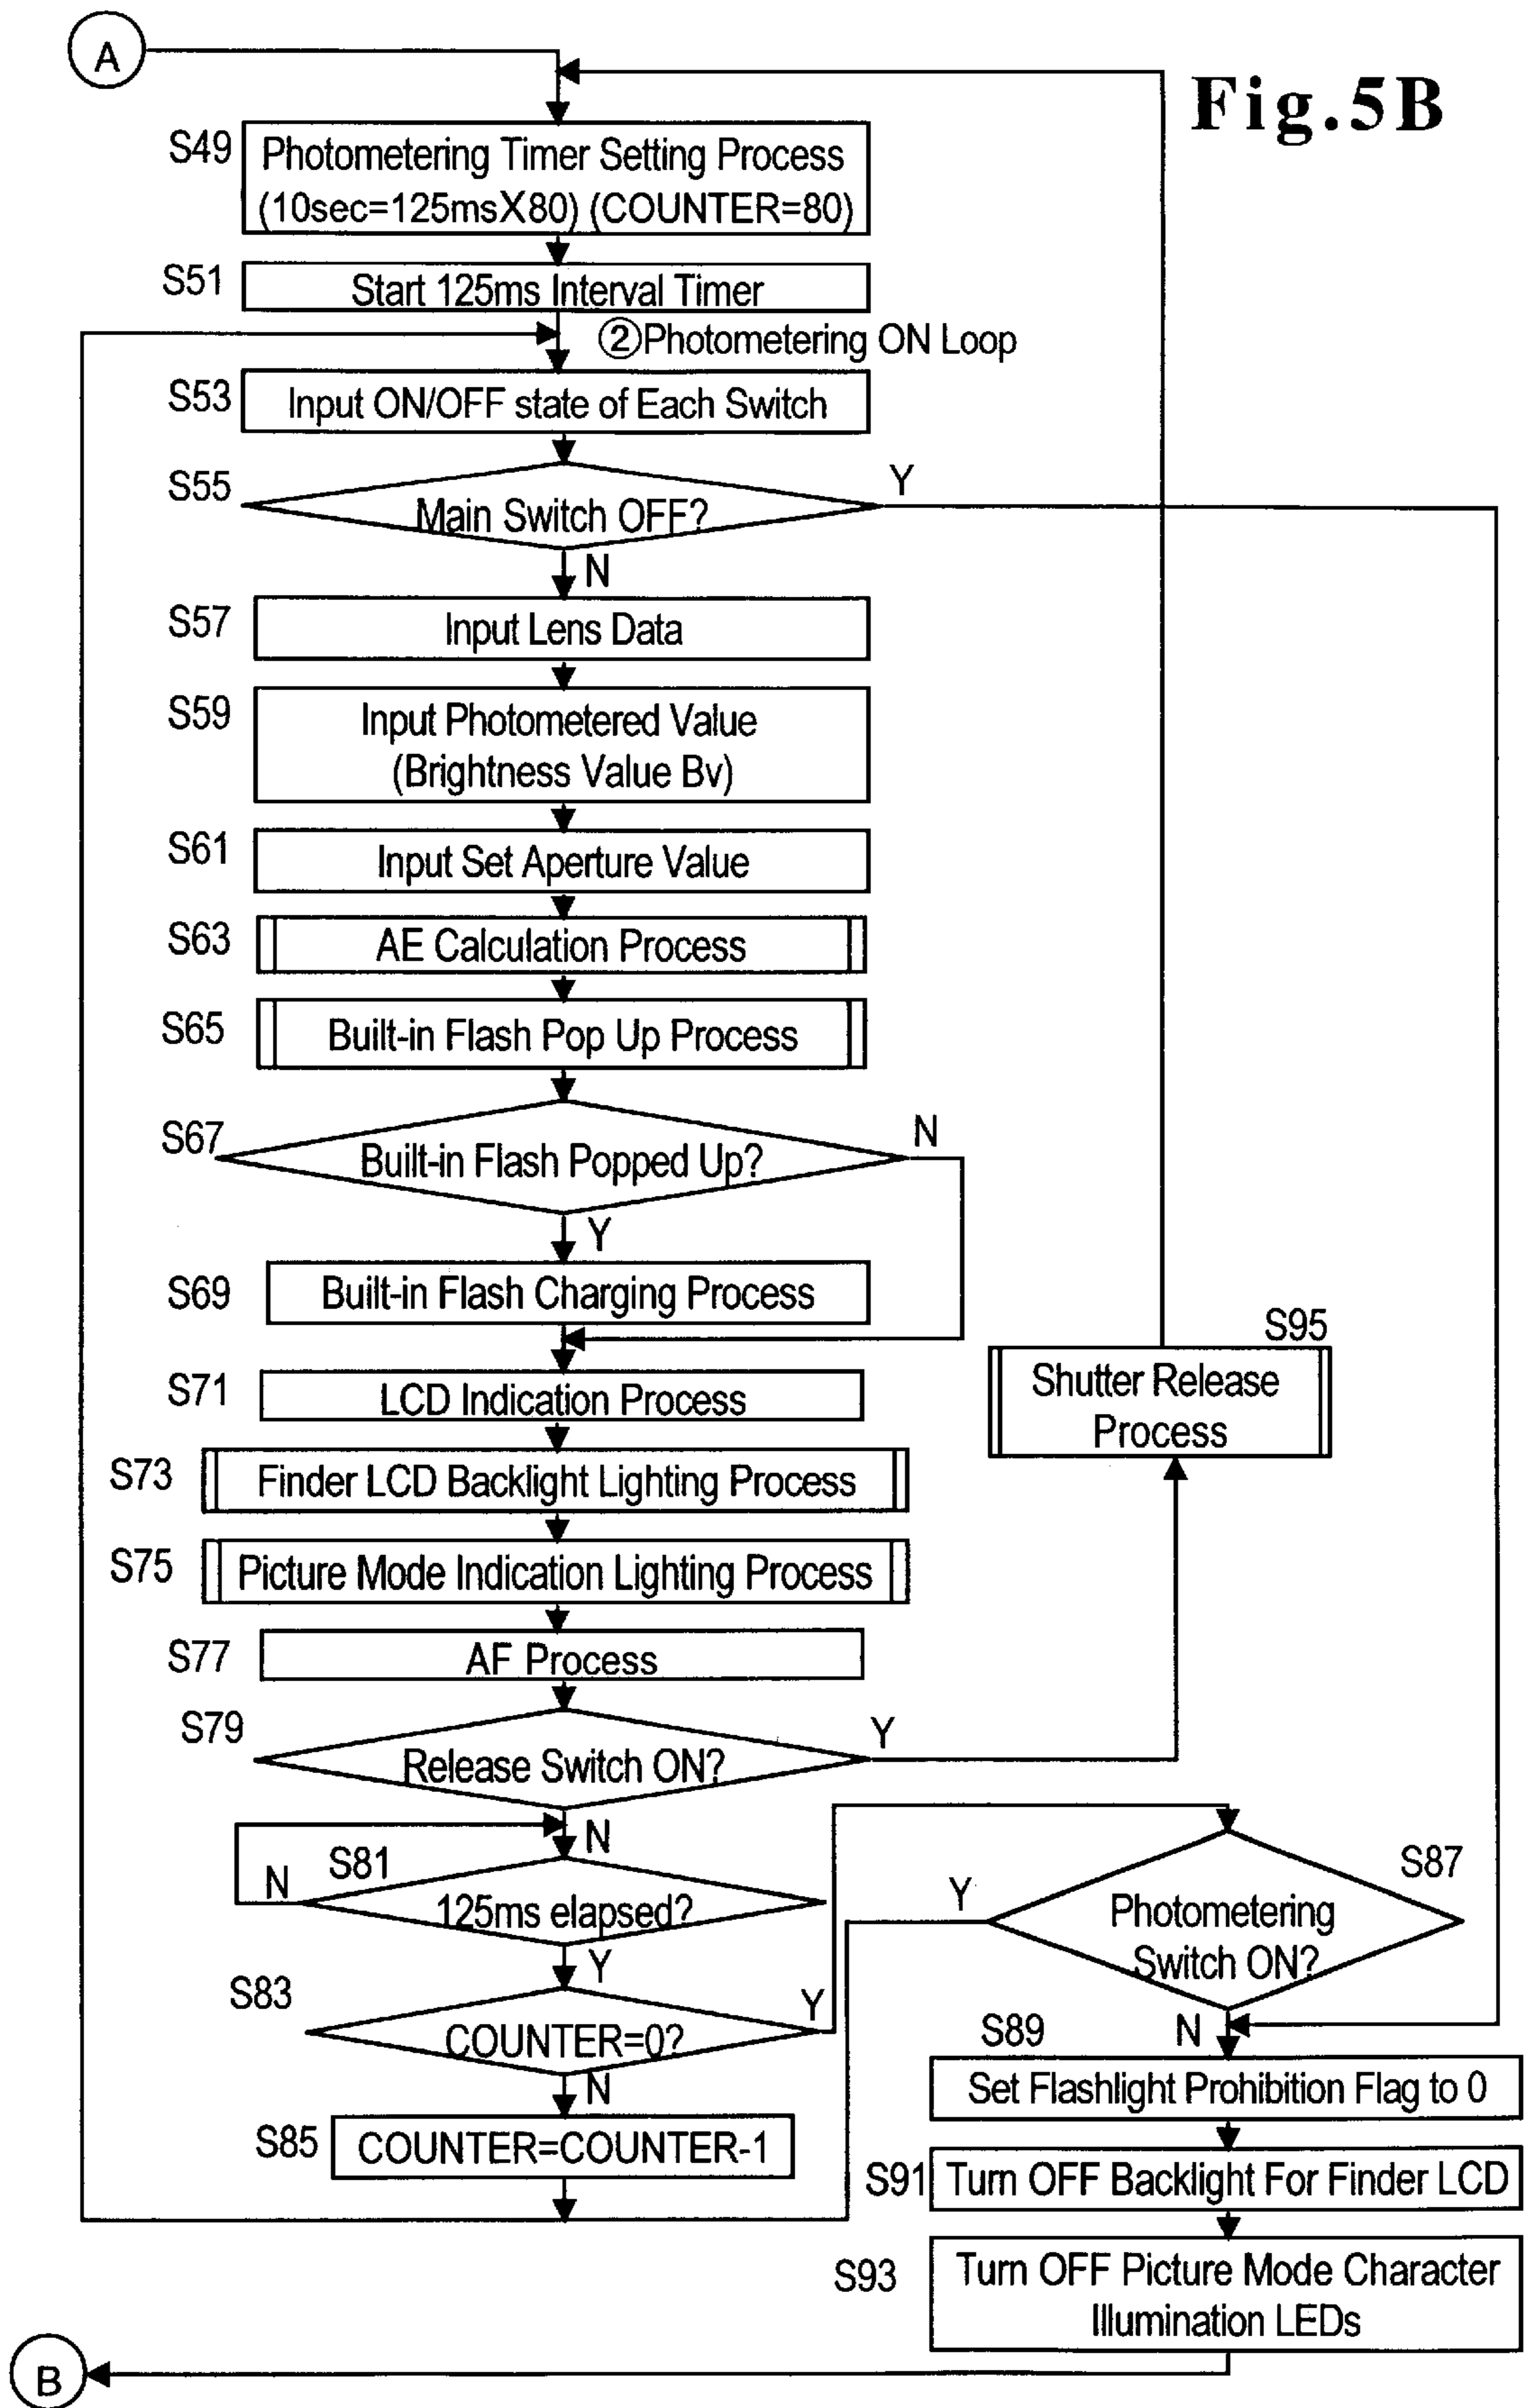 A
Fig.5B
S49
Photometering Timer Setting Process
(10sec=125msX80) (COUNTER=80)
S51
Start 125ms Interval Timer
②Photometering ON Loop
S53
Input ON/OFF state of Each Switch
S55
Main Switch OFF?
Y
N
S57
Input Lens Data
S59
Input Photometered Value
(Brightness Value Bv)
S61
Input Set Aperture Value
S63
AE Calculation Process
S65
Built-in Flash Pop Up Process
S67
Built-in Flash Popped Up?
N
Y
S69
Built-in Flash Charging Process
S71
LCD Indication Process
S95
Shutter Release
Process
S73
Finder LCD Backlight Lighting Process
S75
Picture Mode Indication Lighting Process
S77
AF Process
S79
Release Switch ON?
Y
N
S81
N
125ms elapsed?
Y
S87
Y
Photometering
Switch ON?
N
S83
COUNTER=0?
Y
N
S85
COUNTER=COUNTER-1
S89
Set Flashlight Prohibition Flag to 0
S91
Turn OFF Backlight For Finder LCD
S93
Turn OFF Picture Mode Character
Illumination LEDs
B